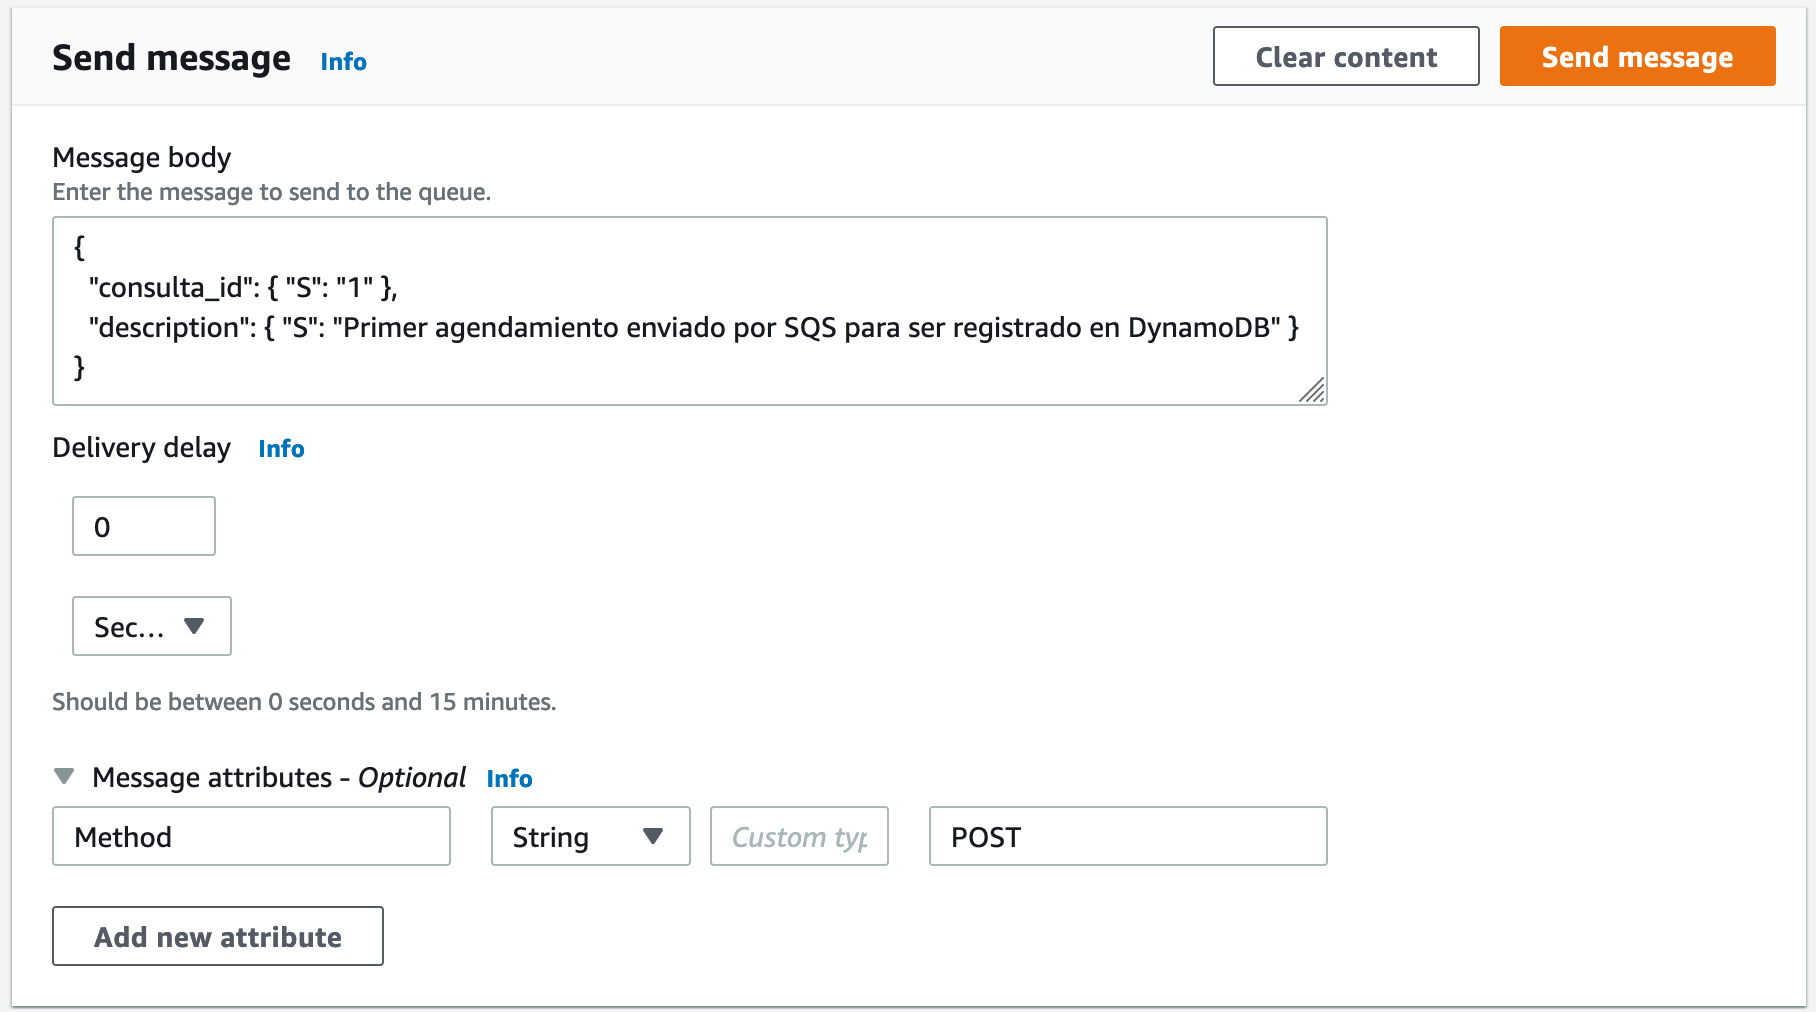 Send message Info Clear content Send message
Message body
Enter the message to send to the queue.
{
"consulta_id": { "S": "1" },
"description": { "S": "Primer agendamiento enviado por SQS para ser registrado en DynamoDB" }
}
Delivery delay Info
0
Sec...
Should be between 0 seconds and 15 minutes.
Message attributes - Optional Info
Method String Custom typ POST
Add new attribute